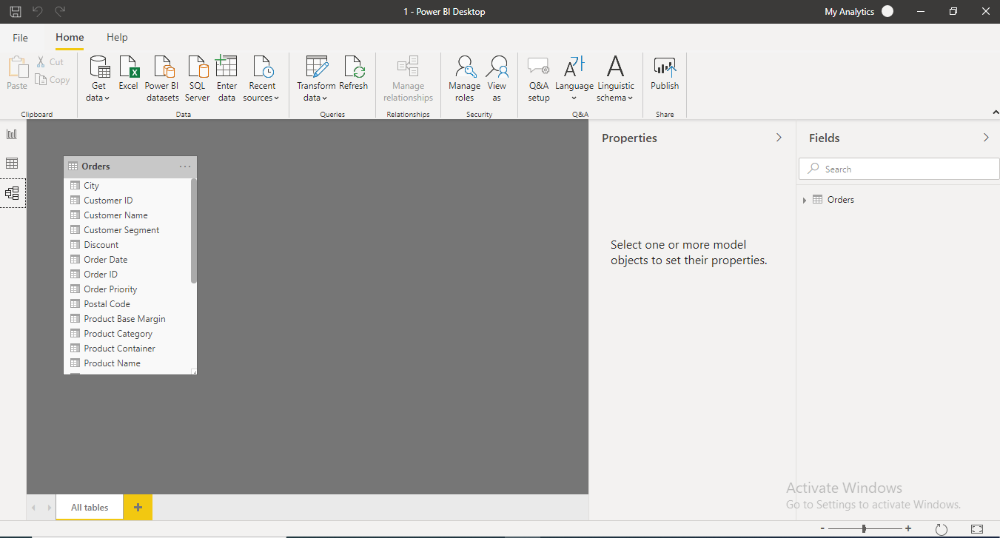 1 - Power BI Desktop
My Analytics
File
Home
Help
Paste
Cut
Copy
Clipboard
Get data
Excel
Power BI datasets
SQL Server
Enter data
Recent sources
Data
Transform data
Refresh
Queries
Manage relationships
Relationships
Manage roles
View as
Security
Q&A setup
Language
Linguistic schema
Q&A
Publish
Share
Orders
City
Customer ID
Customer Name
Customer Segment
Discount
Order Date
Order ID
Order Priority
Postal Code
Product Base Margin
Product Category
Product Container
Product Name
Properties
Select one or more model
objects to set their properties.
Fields
Search
Orders
Activate Windows
Go to Settings to activate Windows.
All tables